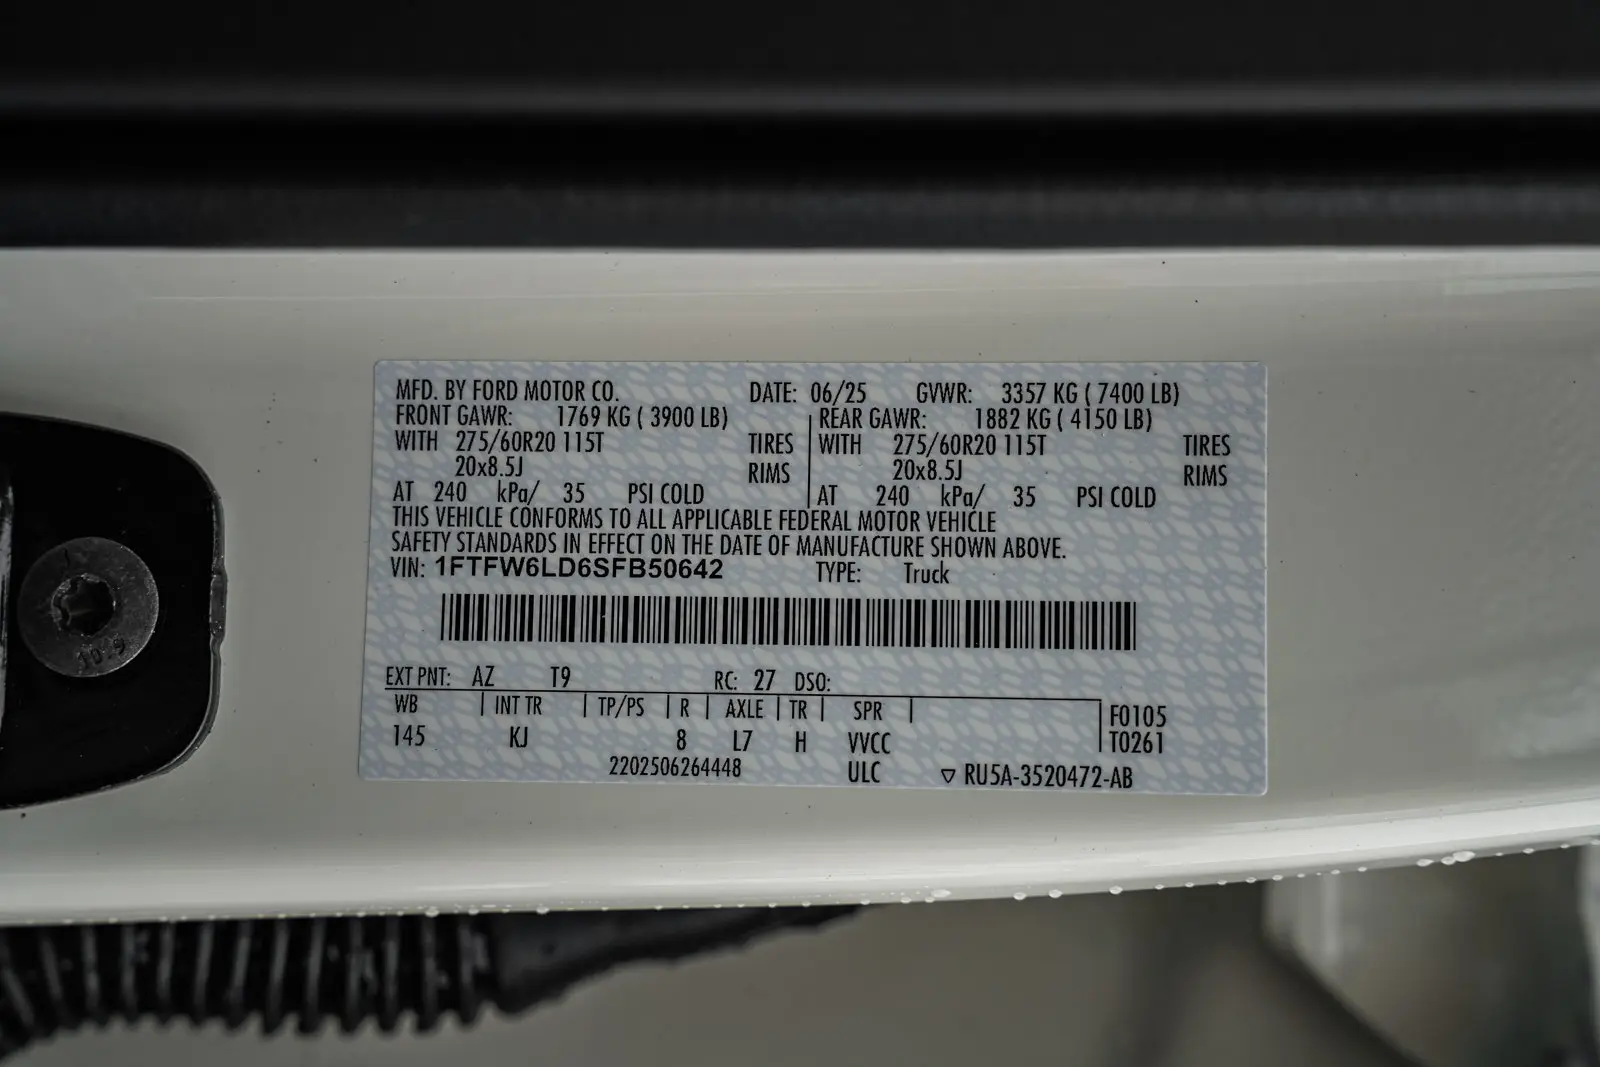 MFD. BY FORD MOTOR CO. DATE: 06/25 GVWR: 3357 KG ( 7400 LB)
FRONT GAWR: 1769 KG ( 3900 LB) REAR GAWR: 1882 KG ( 4150 LB)
WITH 275/60R20 115T TIRES WITH 275/60R20 115T TIRES
20x8.5J RIMS 20x8.5J RIMS
AT 240 kPa/ 35 PSI COLD AT 240 kPa/ 35 PSI COLD
THIS VEHICLE CONFORMS TO ALL APPLICABLE FEDERAL MOTOR VEHICLE
SAFETY STANDARDS IN EFFECT ON THE DATE OF MANUFACTURE SHOWN ABOVE.
VIN: 1FTFW6LD6SFB50642 TYPE: Truck
EXT PNT: AZ T9 RC: 27 DSO:
WB INT TR TP/PS R AXLE TR SPR F0105
145 KJ 8 L7 H VVCC T0261
2202506264448 ULC ▽ RU5A-3520472-AB
10.9